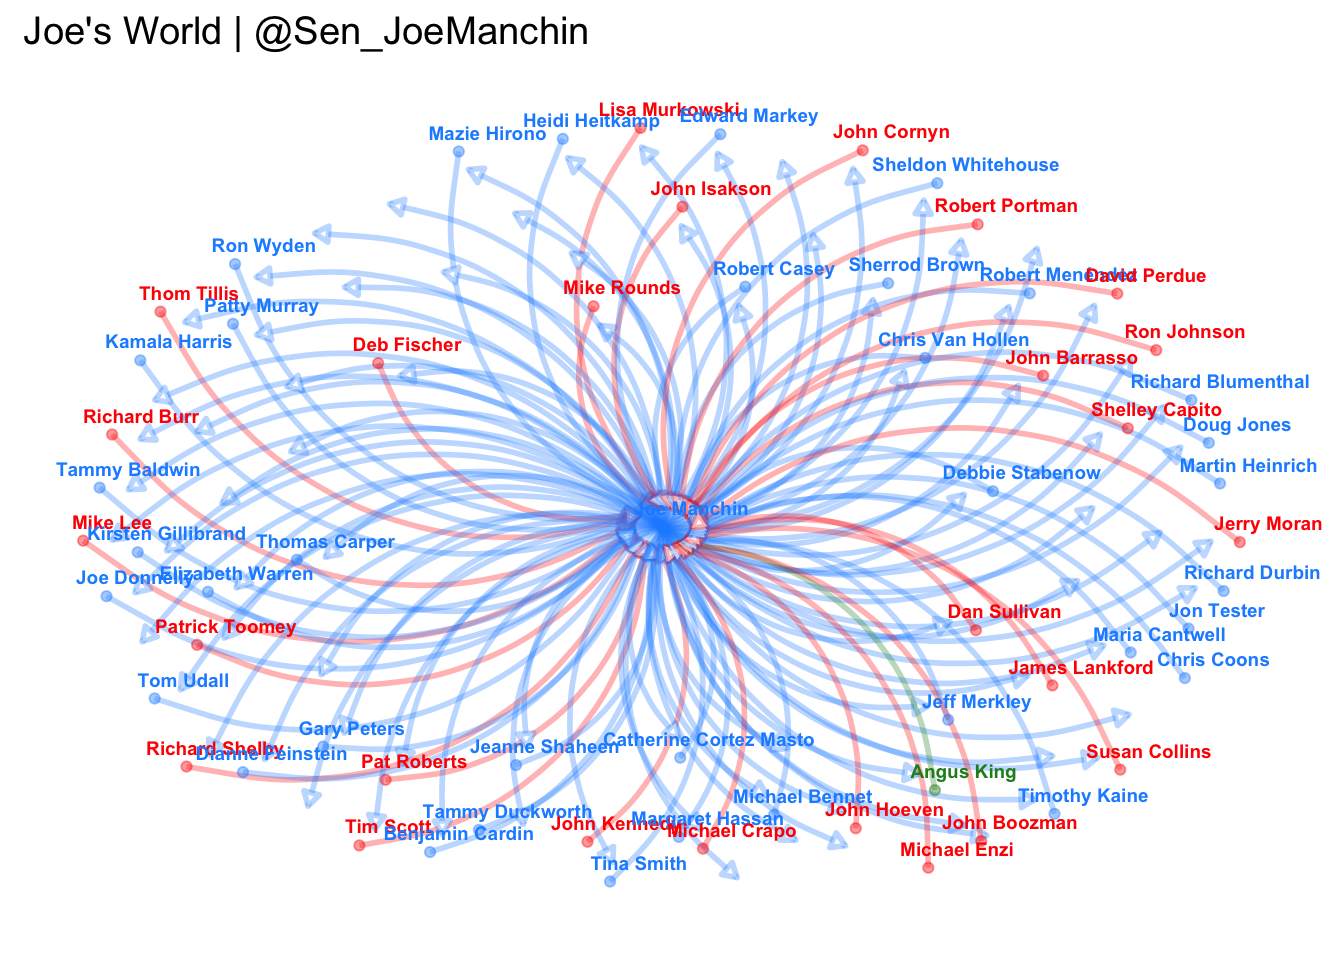 Joe's World | @Sen_JoeManchin
Lisa Murkowski
Heidi Heitkamp
Edward Markey
Mazie Hirono
John Cornyn
Sheldon Whitehouse
John Isakson
Robert Portman
Ron Wyden
Robert Casey
Sherrod Brown
Robert Menendez
David Perdue
Mike Rounds
Thom Tillis
Patty Murray
Ron Johnson
Kamala Harris
Chris Van Hollen
Deb Fischer
John Barrasso
Richard Blumenthal
Shelley Capito
Richard Burr
Doug Jones
Martin Heinrich
Tammy Baldwin
Debbie Stabenow
Joe Manchin
Mike Lee
Jerry Moran
Kirsten Gillibrand
Thomas Carper
Richard Durbin
Joe Donnelly
Elizabeth Warren
Dan Sullivan
Jon Tester
Patrick Toomey
Maria Cantwell
Chris Coons
James Lankford
Tom Udall
Jeff Merkley
Gary Peters
Catherine Cortez Masto
Richard Shelby
Jeanne Shaheen
Dianne Feinstein
Susan Collins
Pat Roberts
Angus King
Michael Bennet
Timothy Kaine
Tammy Duckworth
John Hoeven
Margaret Hassan
John Boozman
Tim Scott
John Kennedy
Michael Crapo
Benjamin Cardin
Michael Enzi
Tina Smith